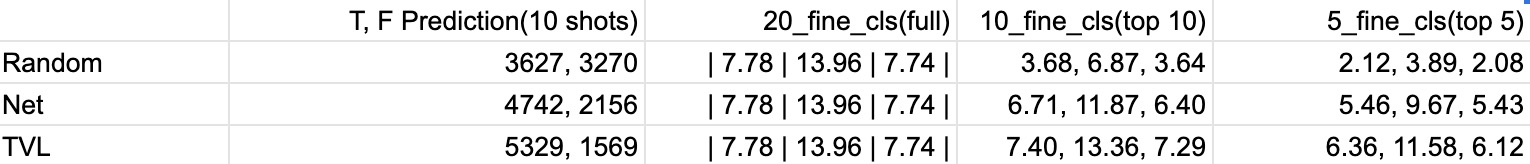 T, F Prediction(10 shots) 20_fine_cls(full) 10_fine_cls(top 10) 5_fine_cls(top 5)
Random 3627, 3270 | 7.78 | 13.96 | 7.74 | 3.68, 6.87, 3.64 2.12, 3.89, 2.08
Net 4742, 2156 | 7.78 | 13.96 | 7.74 | 6.71, 11.87, 6.40 5.46, 9.67, 5.43
TVL 5329, 1569 | 7.78 | 13.96 | 7.74 | 7.40, 13.36, 7.29 6.36, 11.58, 6.12